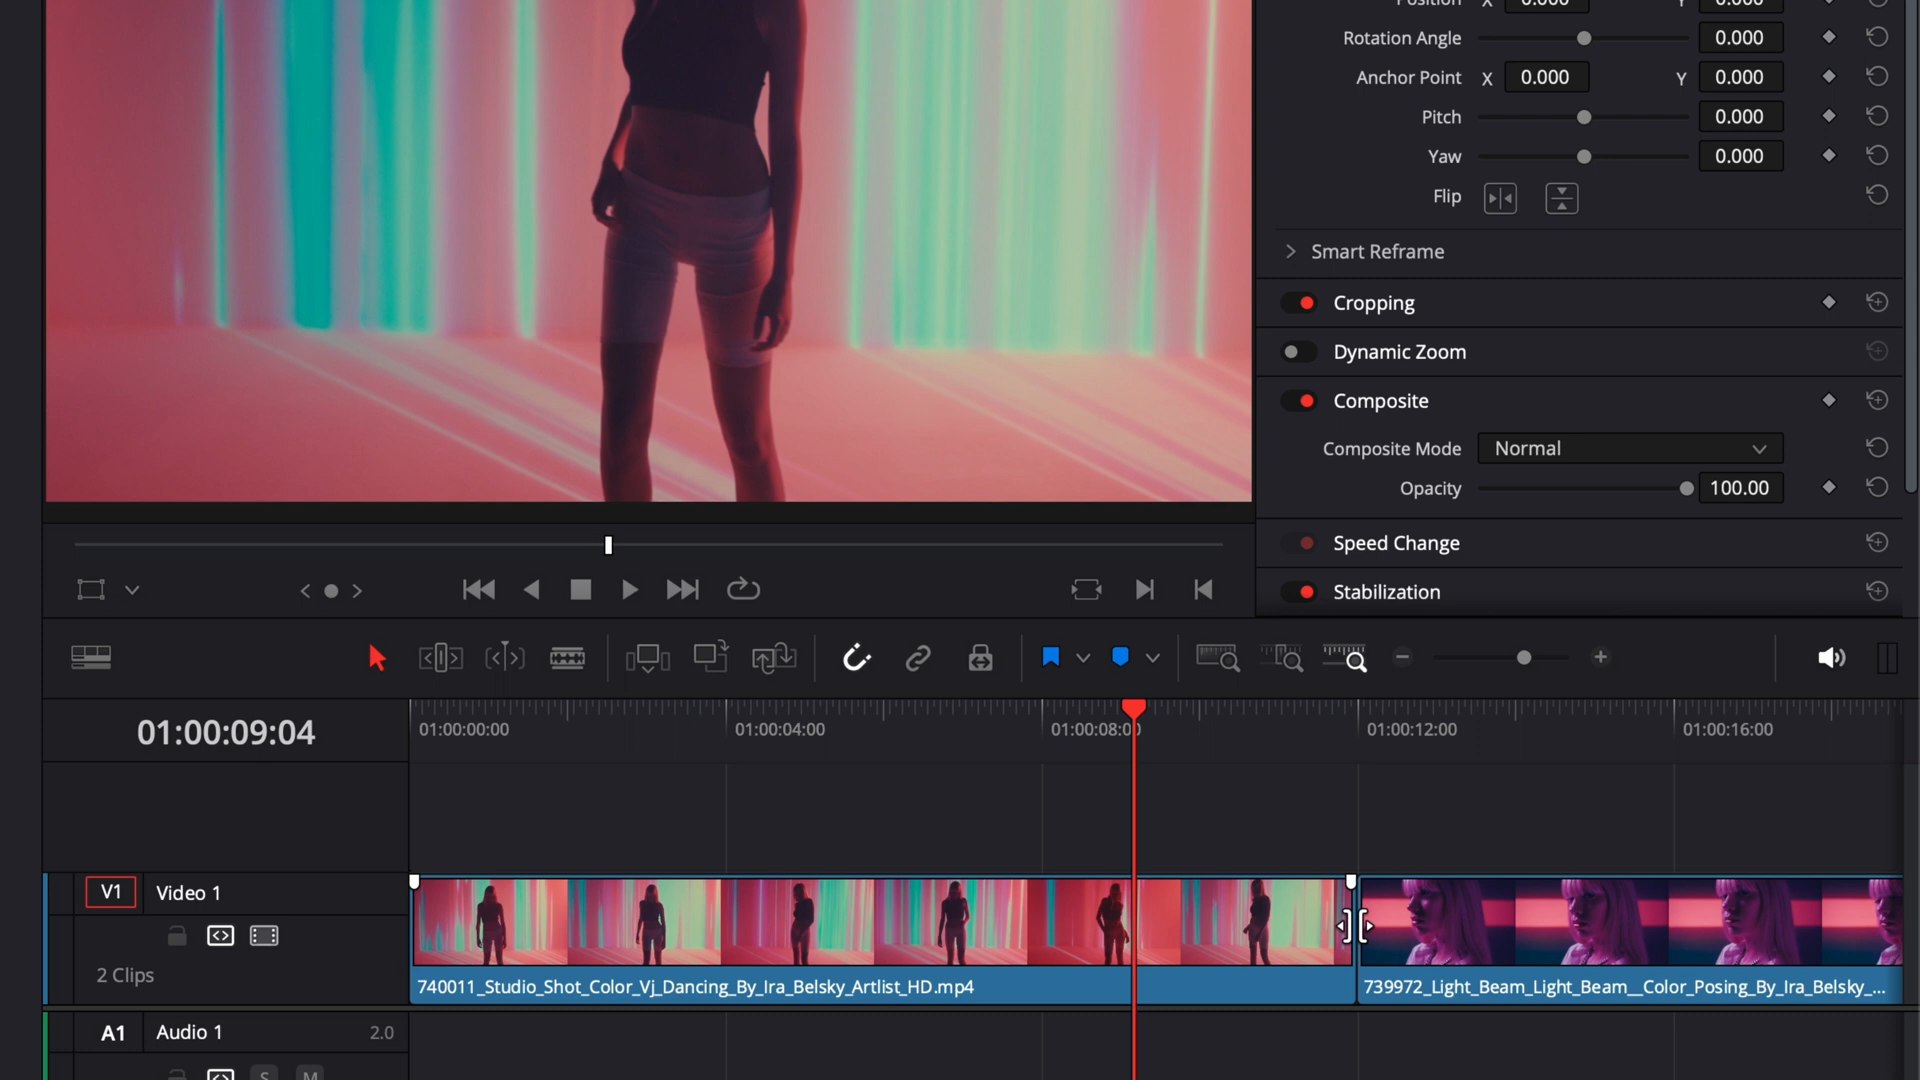 Position X 0.000 Y 0.000
Rotation Angle 0.000
Anchor Point X 0.000 Y 0.000
Pitch 0.000
Yaw 0.000
Flip
Smart Reframe
Cropping
Dynamic Zoom
Composite
Composite Mode Normal
Opacity 100.00
Speed Change
Stabilization
01:00:09:04
01:00:00:00 01:00:04:00 01:00:08:00 01:00:12:00 01:00:16:00
V1 Video 1
2 Clips
740011_Studio_Shot_Color_Vj_Dancing_By_Ira_Belsky_Artlist_HD.mp4
739972_Light_Beam_Light_Beam__Color_Posing_By_Ira_Belsky_...
A1 Audio 1 2.0
S M